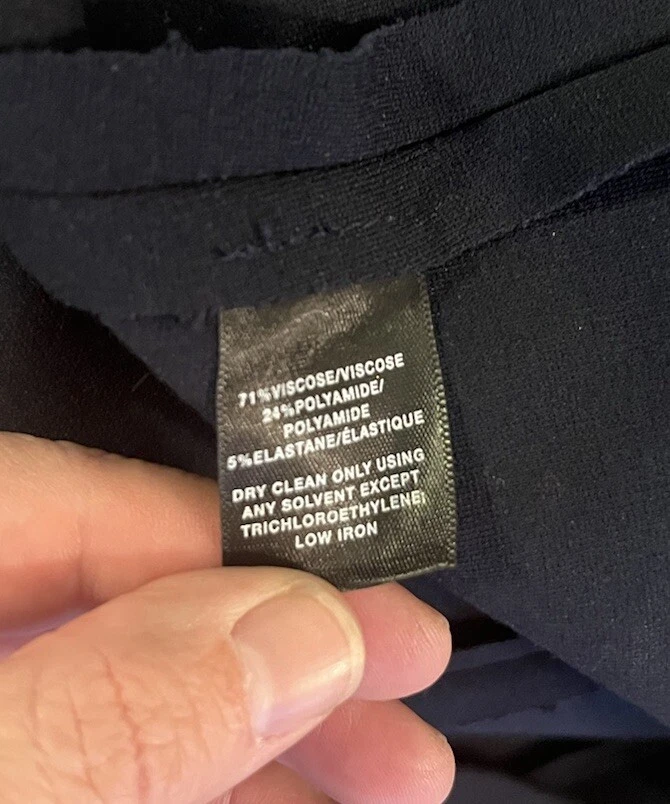 71%VISCOSE/VISCOSE
24%POLYAMIDE/
POLYAMIDE
5%ELASTANE/ÉLASTIQUE
DRY CLEAN ONLY USING
ANY SOLVENT EXCEPT
TRICHLOROETHYLENE;
LOW IRON